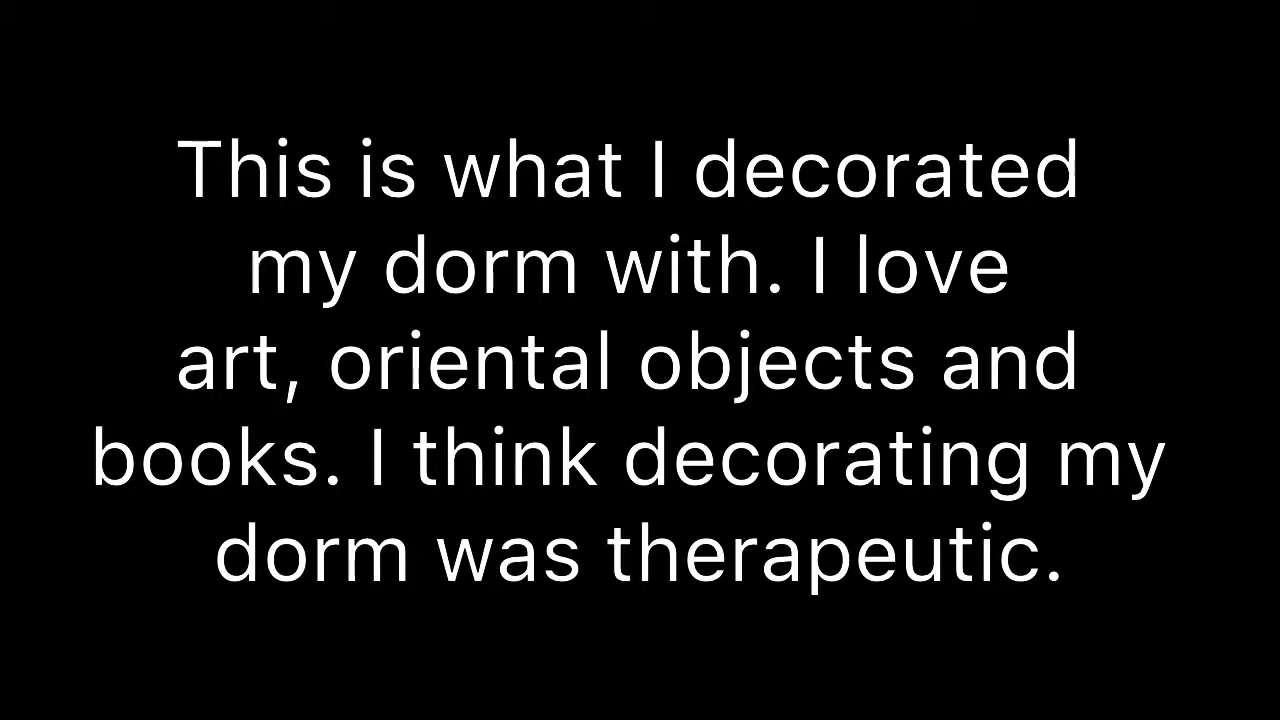 This is what I decorated
my dorm with. I love
art, oriental objects and
books. I think decorating my
dorm was therapeutic.